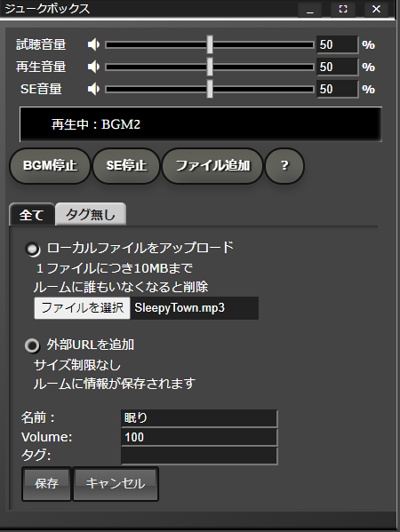 ジュークボックス
試聴音量 50 %
再生音量 50 %
SE音量 50 %
再生中：BGM2
BGM停止 SE停止 ファイル追加 ?
全て タグ無し
ローカルファイルをアップロード
１ファイルにつき10MBまで
ルームに誰もいなくなると削除
ファイルを選択 SleepyTown.mp3
外部URLを追加
サイズ制限なし
ルームに情報が保存されます
名前： 眠り
Volume: 100
タグ:
保存 キャンセル